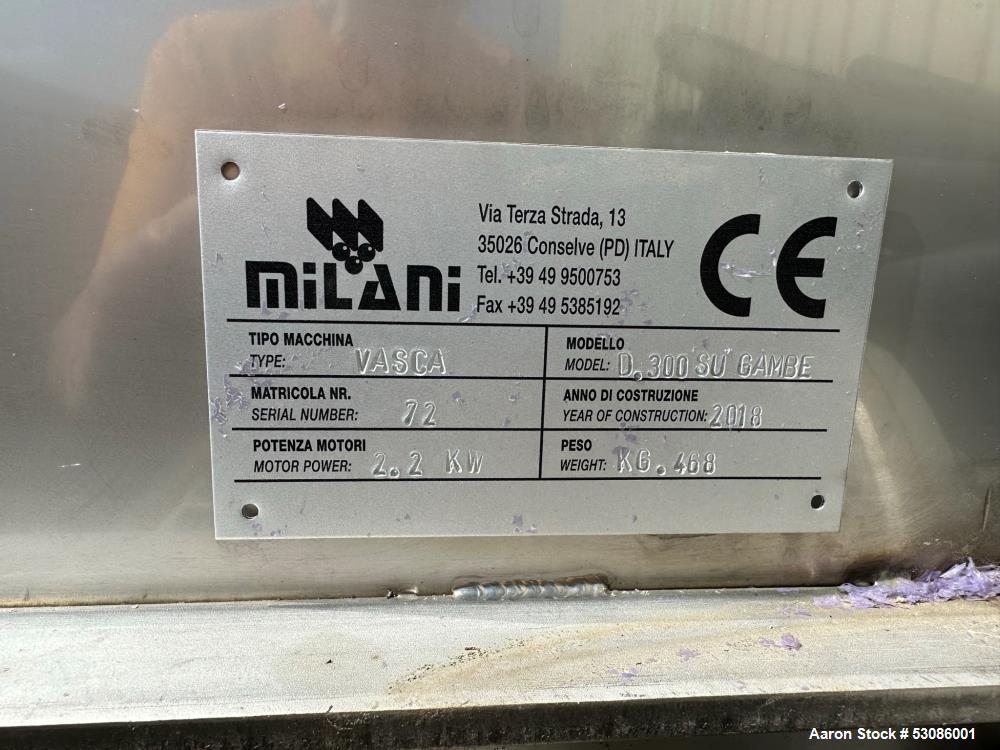 MiLANi
Via Terza Strada, 13
35026 Conselve (PD) ITALY
Tel. +39 49 9500753
Fax +39 49 5385192
CE
TIPO MACCHINA
TYPE: VASCA
MODELLO
MODEL: D.300 SU GAMBE
MATRICOLA NR.
SERIAL NUMBER: 72
ANNO DI COSTRUZIONE
YEAR OF CONSTRUCTION: 2018
POTENZA MOTORI
MOTOR POWER: 2.2 KW
PESO
WEIGHT: KG.468
Aaron Stock # 53086001